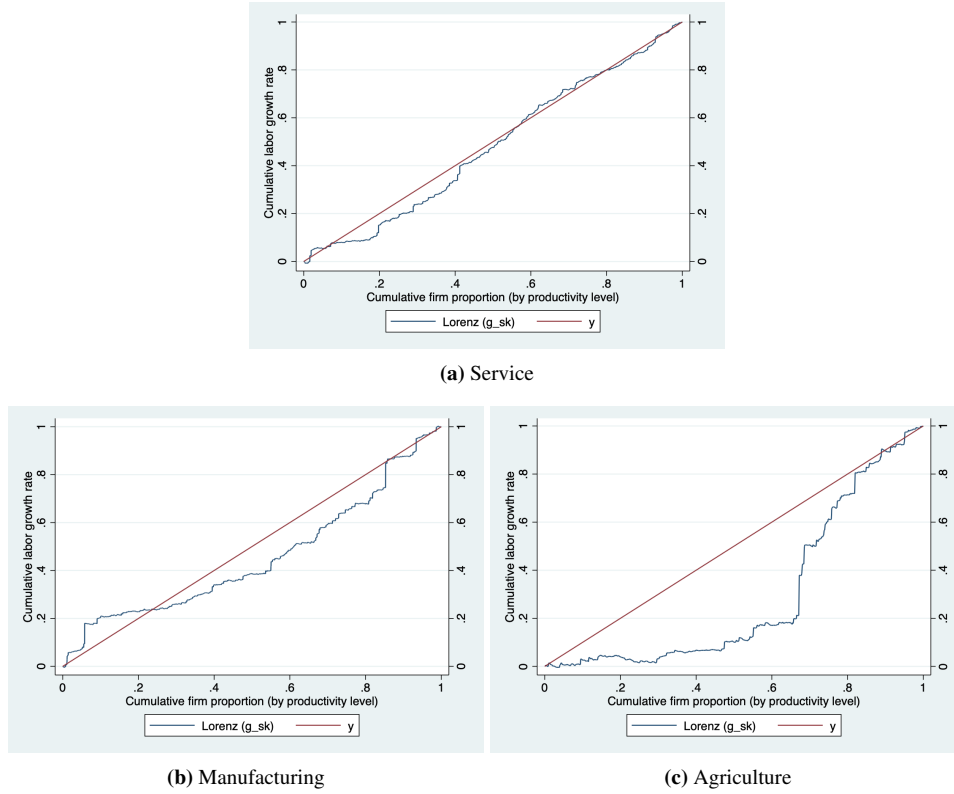 Cumulative labor growth rate
1
.8
.6
.4
.2
0
1
.8
.6
.4
.2
0
0 .2 .4 .6 .8 1
Cumulative firm proportion (by productivity level)
Lorenz (g_sk) y
(a) Service
Cumulative labor growth rate
1
.8
.6
.4
.2
0
1
.8
.6
.4
.2
0
0 .2 .4 .6 .8 1
Cumulative firm proportion (by productivity level)
Lorenz (g_sk) y
(b) Manufacturing
Cumulative labor growth rate
1
.8
.6
.4
.2
0
1
.8
.6
.4
.2
0
0 .2 .4 .6 .8 1
Cumulative firm proportion (by productivity level)
Lorenz (g_sk) y
(c) Agriculture